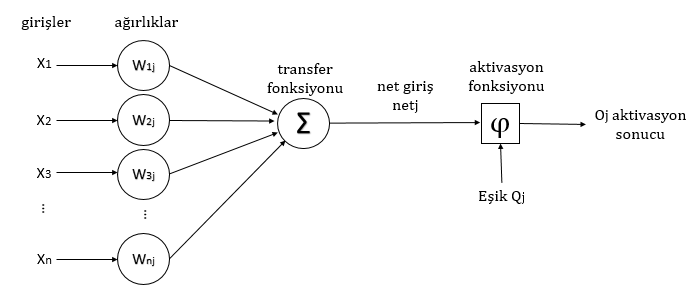 girişler
ağırlıklar
X1
W1j
X2
W2j
X3
W3j
⋮
⋮
Xn
Wnj
transfer
fonksiyonu
Σ
net giriş
netj
aktivasyon
fonksiyonu
φ
Eşik Qj
Oj aktivasyon
sonucu